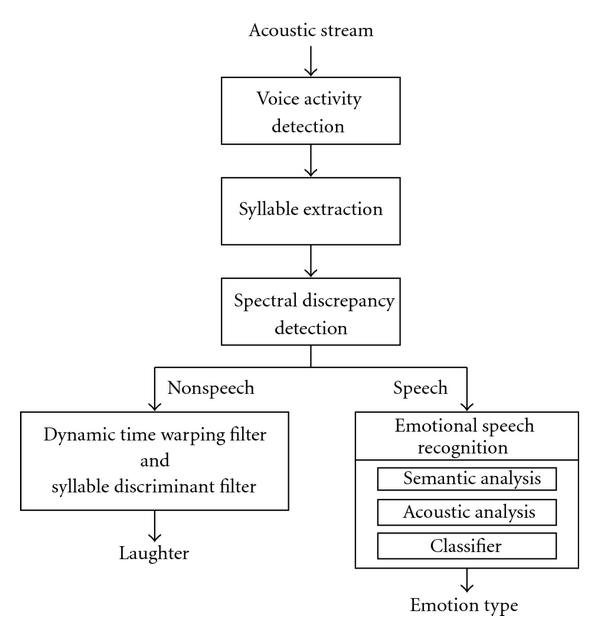 Acoustic stream
Voice activity
detection
Syllable extraction
Spectral discrepancy
detection
Nonspeech
Speech
Dynamic time warping filter
and
syllable discriminant filter
Laughter
Emotional speech
recognition
Semantic analysis
Acoustic analysis
Classifier
Emotion type